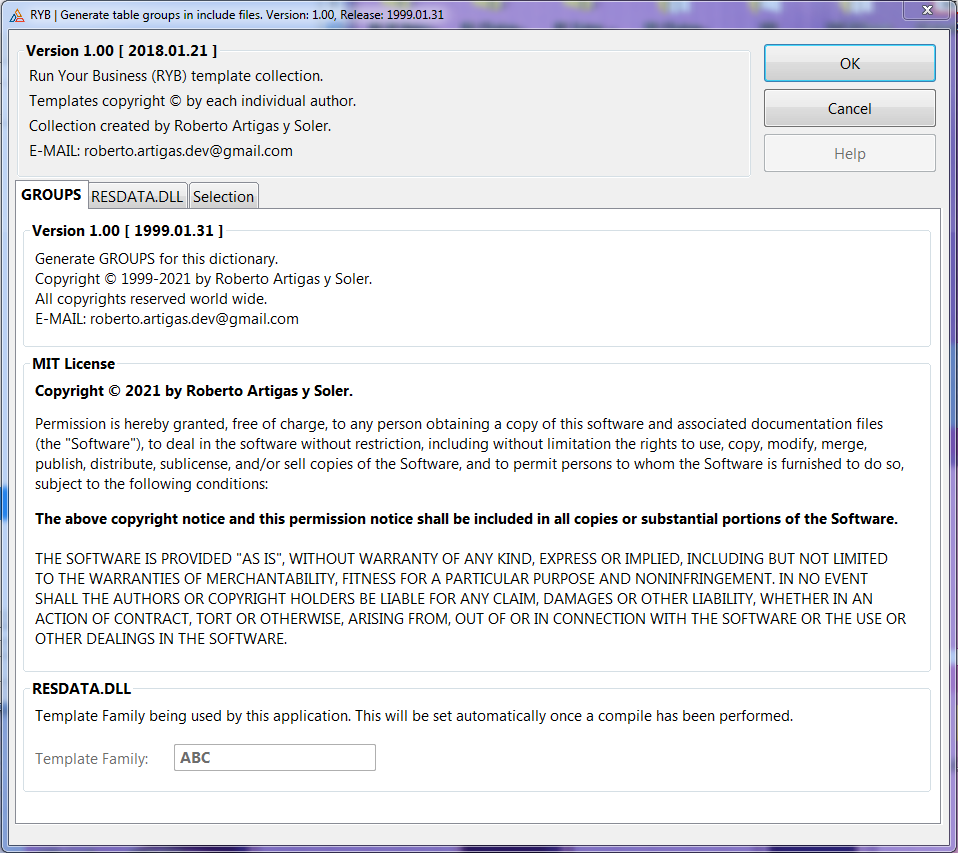 RYB | Generate table groups in include files. Version: 1.00, Release: 1999.01.31
Version 1.00 [ 2018.01.21 ]
Run Your Business (RYB) template collection.
Templates copyright © by each individual author.
Collection created by Roberto Artigas y Soler.
E-MAIL: roberto.artigas.dev@gmail.com
OK
Cancel
Help
GROUPS
RESDATA.DLL
Selection
Version 1.00 [ 1999.01.31 ]
Generate GROUPS for this dictionary.
Copyright © 1999-2021 by Roberto Artigas y Soler.
All copyrights reserved world wide.
E-MAIL: roberto.artigas.dev@gmail.com
MIT License
Copyright © 2021 by Roberto Artigas y Soler.
Permission is hereby granted, free of charge, to any person obtaining a copy of this software and associated documentation files
(the "Software"), to deal in the software without restriction, including without limitation the rights to use, copy, modify, merge,
publish, distribute, sublicense, and/or sell copies of the Software, and to permit persons to whom the Software is furnished to do so,
subject to the following conditions:
The above copyright notice and this permission notice shall be included in all copies or substantial portions of the Software.
THE SOFTWARE IS PROVIDED "AS IS", WITHOUT WARRANTY OF ANY KIND, EXPRESS OR IMPLIED, INCLUDING BUT NOT LIMITED
TO THE WARRANTIES OF MERCHANTABILITY, FITNESS FOR A PARTICULAR PURPOSE AND NONINFRINGEMENT. IN NO EVENT
SHALL THE AUTHORS OR COPYRIGHT HOLDERS BE LIABLE FOR ANY CLAIM, DAMAGES OR OTHER LIABILITY, WHETHER IN AN
ACTION OF CONTRACT, TORT OR OTHERWISE, ARISING FROM, OUT OF OR IN CONNECTION WITH THE SOFTWARE OR THE USE OR
OTHER DEALINGS IN THE SOFTWARE.
RESDATA.DLL
Template Family being used by this application. This will be set automatically once a compile has been performed.
Template Family:
ABC